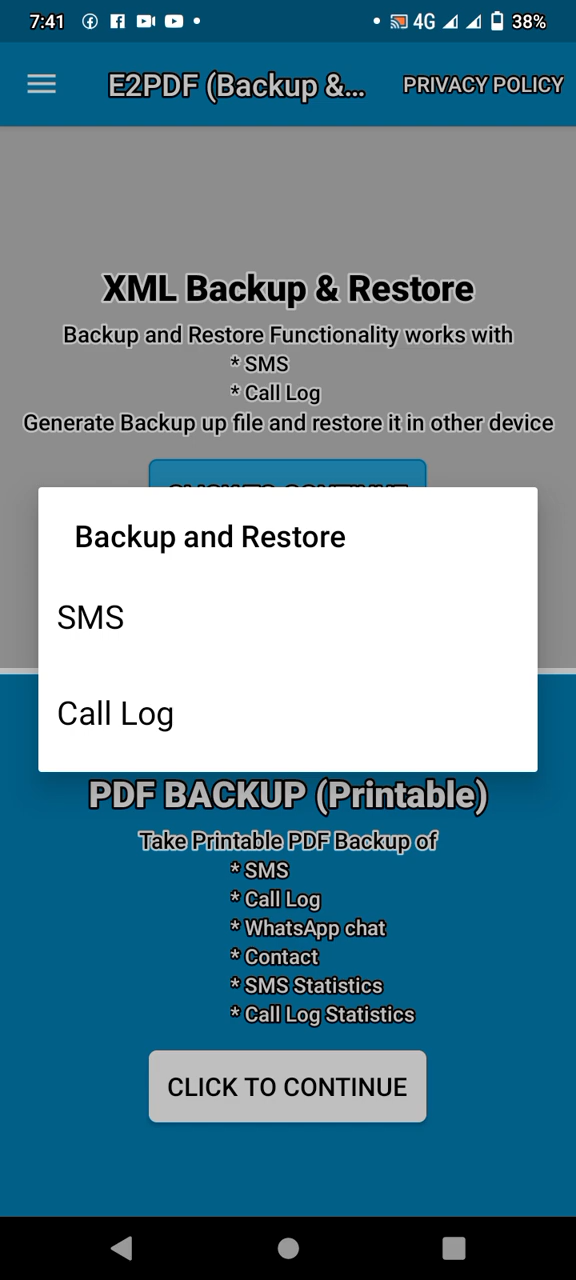 7:41
4G
38%
E2PDF (Backup &...
PRIVACY POLICY
XML Backup & Restore
Backup and Restore Functionality works with
* SMS
* Call Log
Generate Backup up file and restore it in other device
CLICK TO CONTINUE
Backup and Restore
SMS
Call Log
PDF BACKUP (Printable)
Take Printable PDF Backup of
* SMS
* Call Log
* WhatsApp chat
* Contact
* SMS Statistics
* Call Log Statistics
CLICK TO CONTINUE